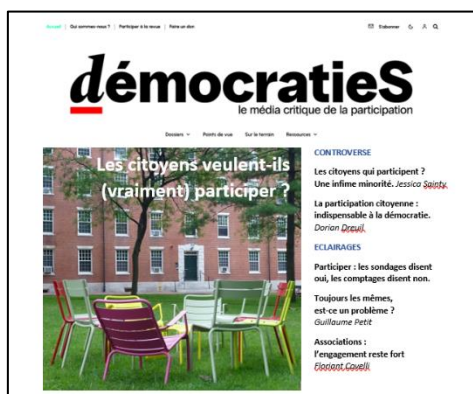 Accueil | Qui sommes-nous ? | Participer à la revue | Faire un don
S'abonner
démocratieS
le média critique de la participation
Dossiers
Points de vue
Sur le terrain
Ressources
Les citoyens veulent-ils
(vraiment) participer ?
CONTROVERSE
Les citoyens qui participent ?
Une infime minorité. Jessica Sainty
La participation citoyenne :
indispensable à la démocratie.
Dorian Dreuil
ECLAIRAGES
Participer : les sondages disent
oui, les comptages disent non.
Toujours les mêmes,
est-ce un problème ?
Guillaume Petit
Associations :
l'engagement reste fort
Floriant Covelli